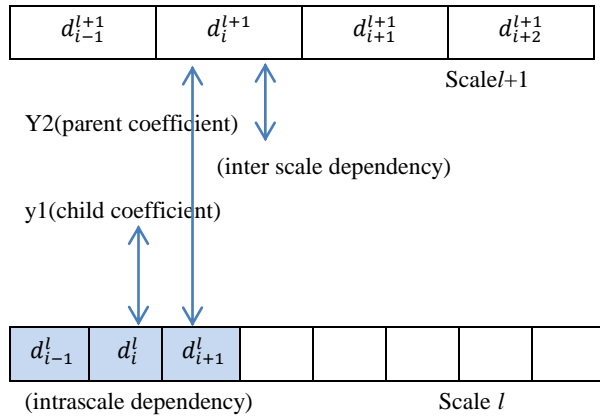 d_{i-1}^{l+1} d_i^{l+1} d_{i+1}^{l+1} d_{i+2}^{l+1}
Scalel+1
Y2(parent coefficient)
(inter scale dependency)
y1(child coefficient)
d_{i-1}^l d_i^l d_{i+1}^l
(intrascale dependency) Scale l